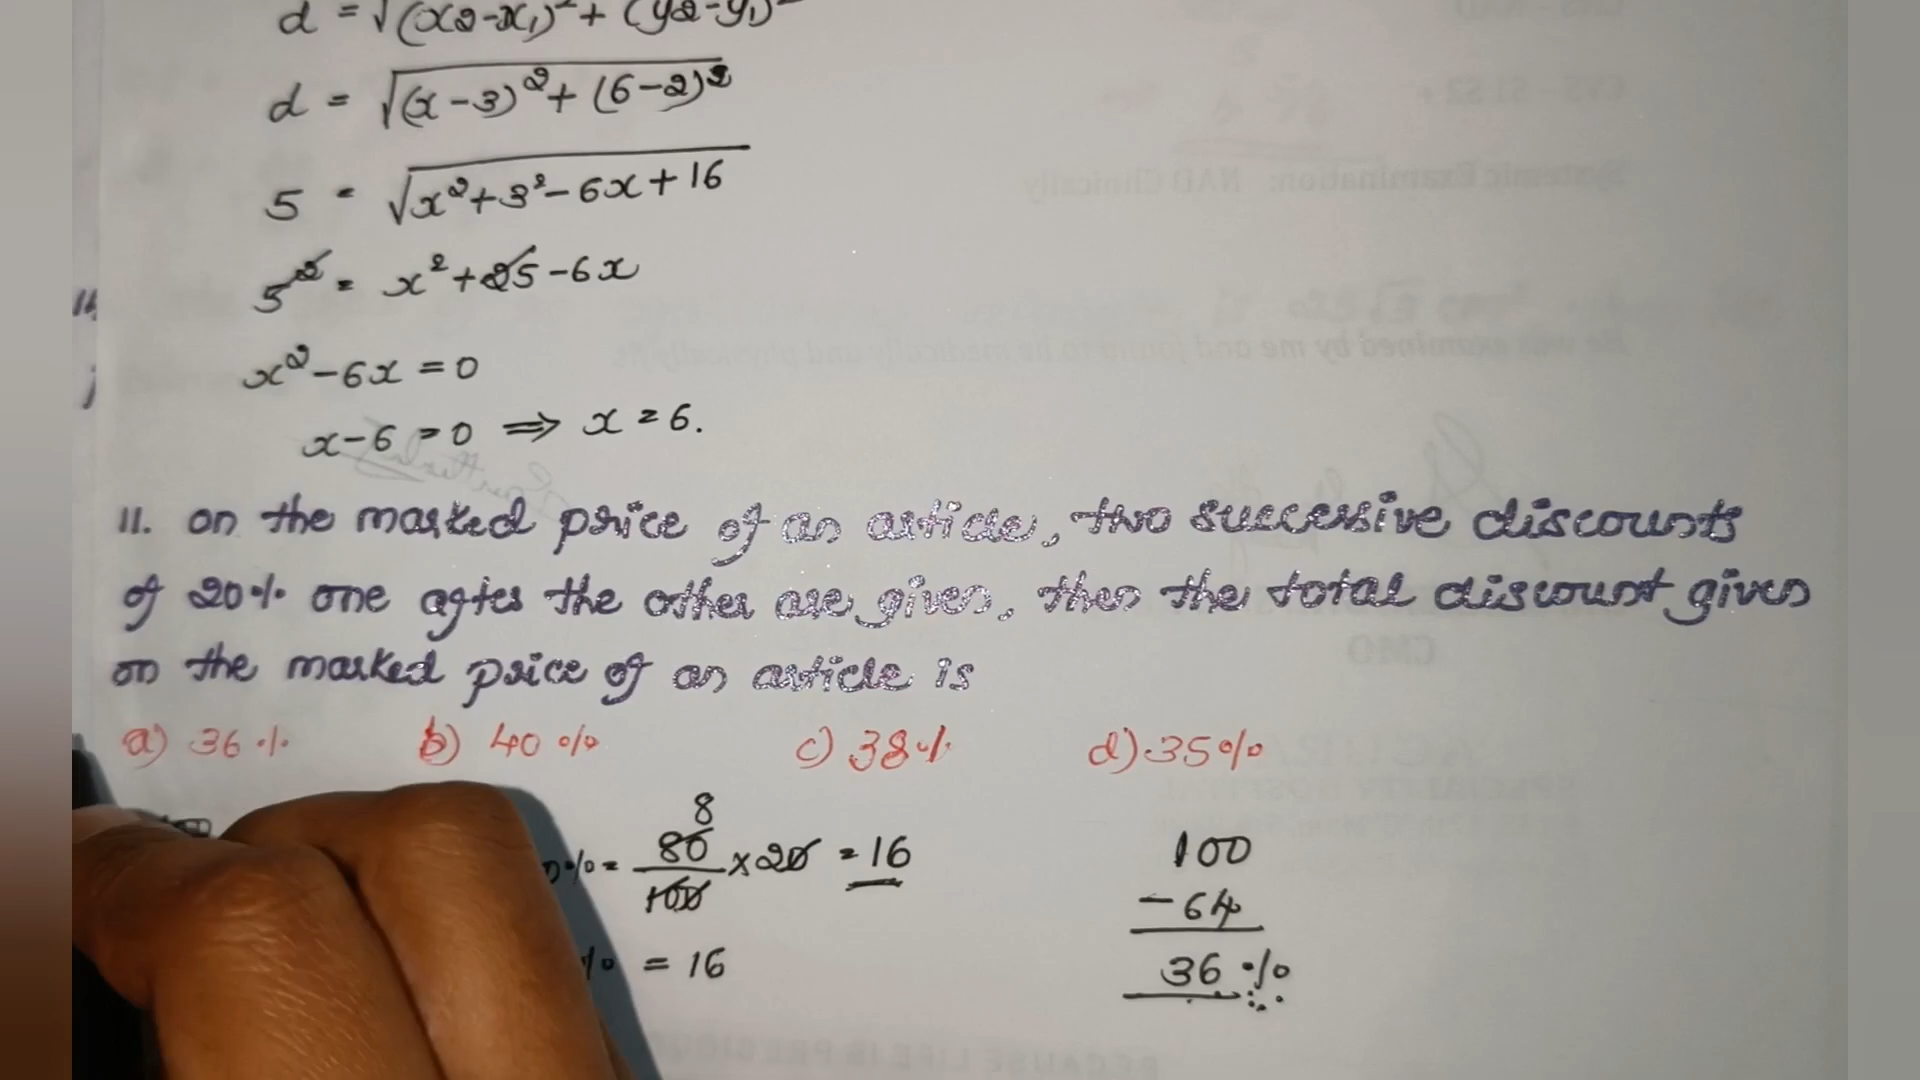 d = √(x2-x1)² + (y2-y1)²
d = √(x-3)² + (6-2)²
5 = √x²+3²-6x+16
5² = x²+25-6x
x²-6x = 0
x-6 = 0 ⟹ x = 6.
11. on the marked price of an article, two successive discounts
of 20% one after the other are given, then the total discount given
on the marked price of an article is
a) 36% b) 40% c) 38% d) 35%
% = 80/100 × 20 = 16
8
% = 16
100
- 64
36%